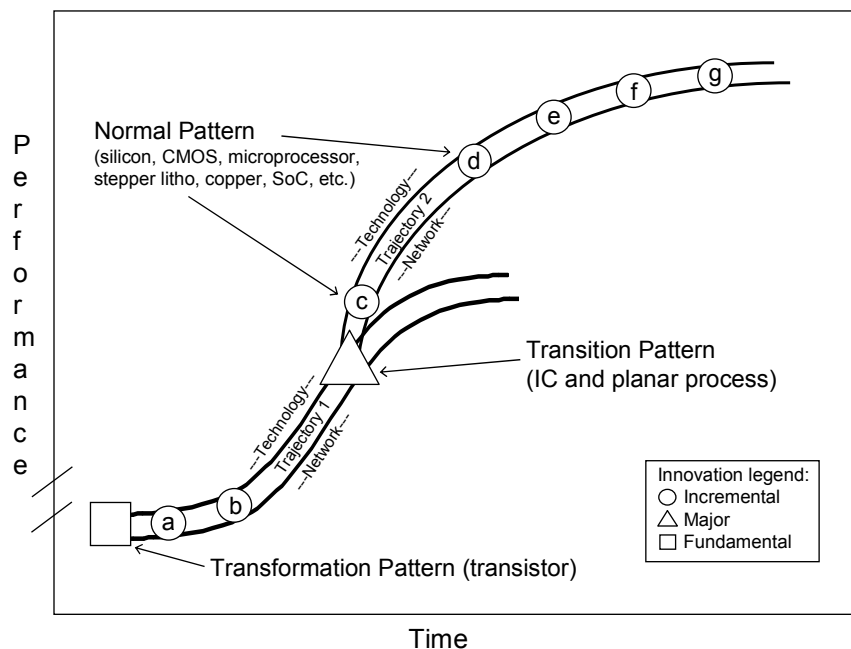 Performance
Normal Pattern
(silicon, CMOS, microprocessor,
stepper litho, copper, SoC, etc.)
a
b
c
d
e
f
g
----Technology---
Trajectory 2
---Network---
Transition Pattern
(IC and planar process)
----Technology---
Trajectory 1
---Network---
Transformation Pattern (transistor)
Innovation legend:
Incremental
Major
Fundamental
Time